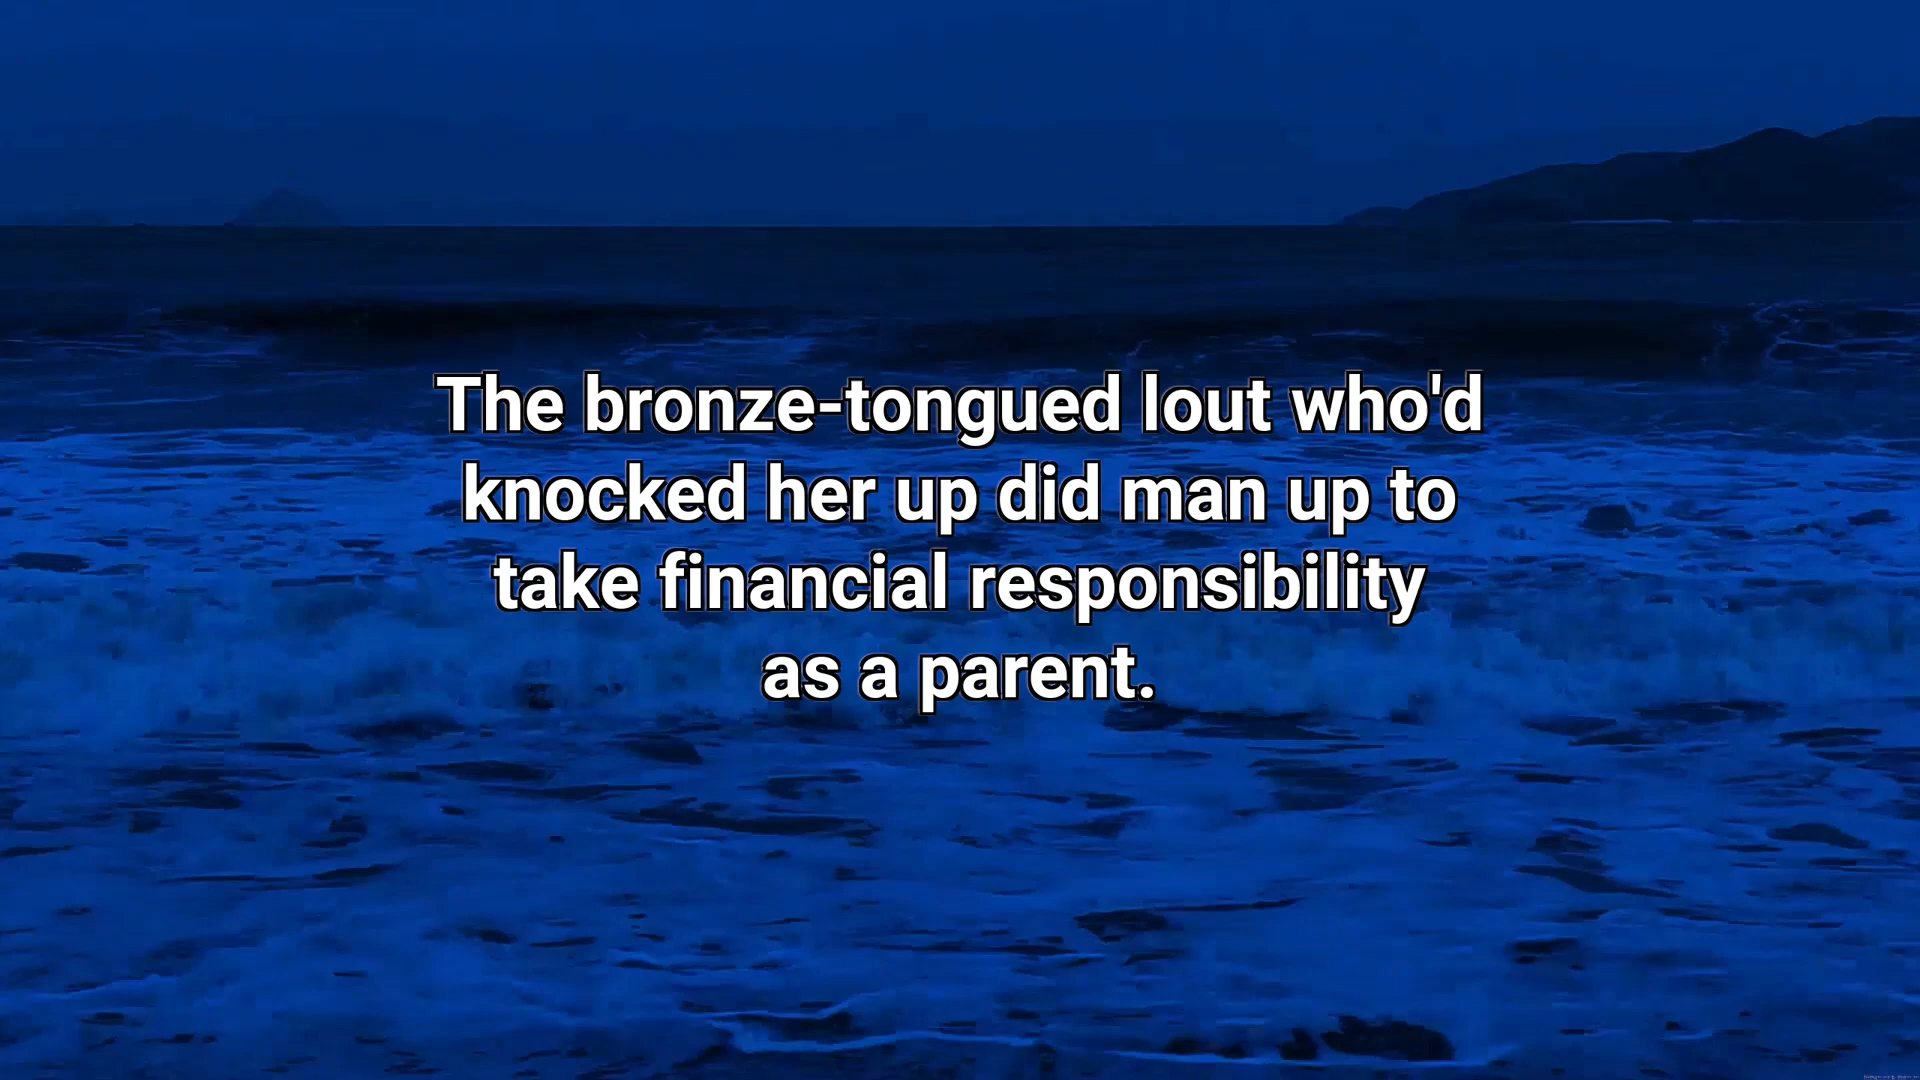 The bronze-tongued lout who'd
knocked her up did man up to
take financial responsibility
as a parent.